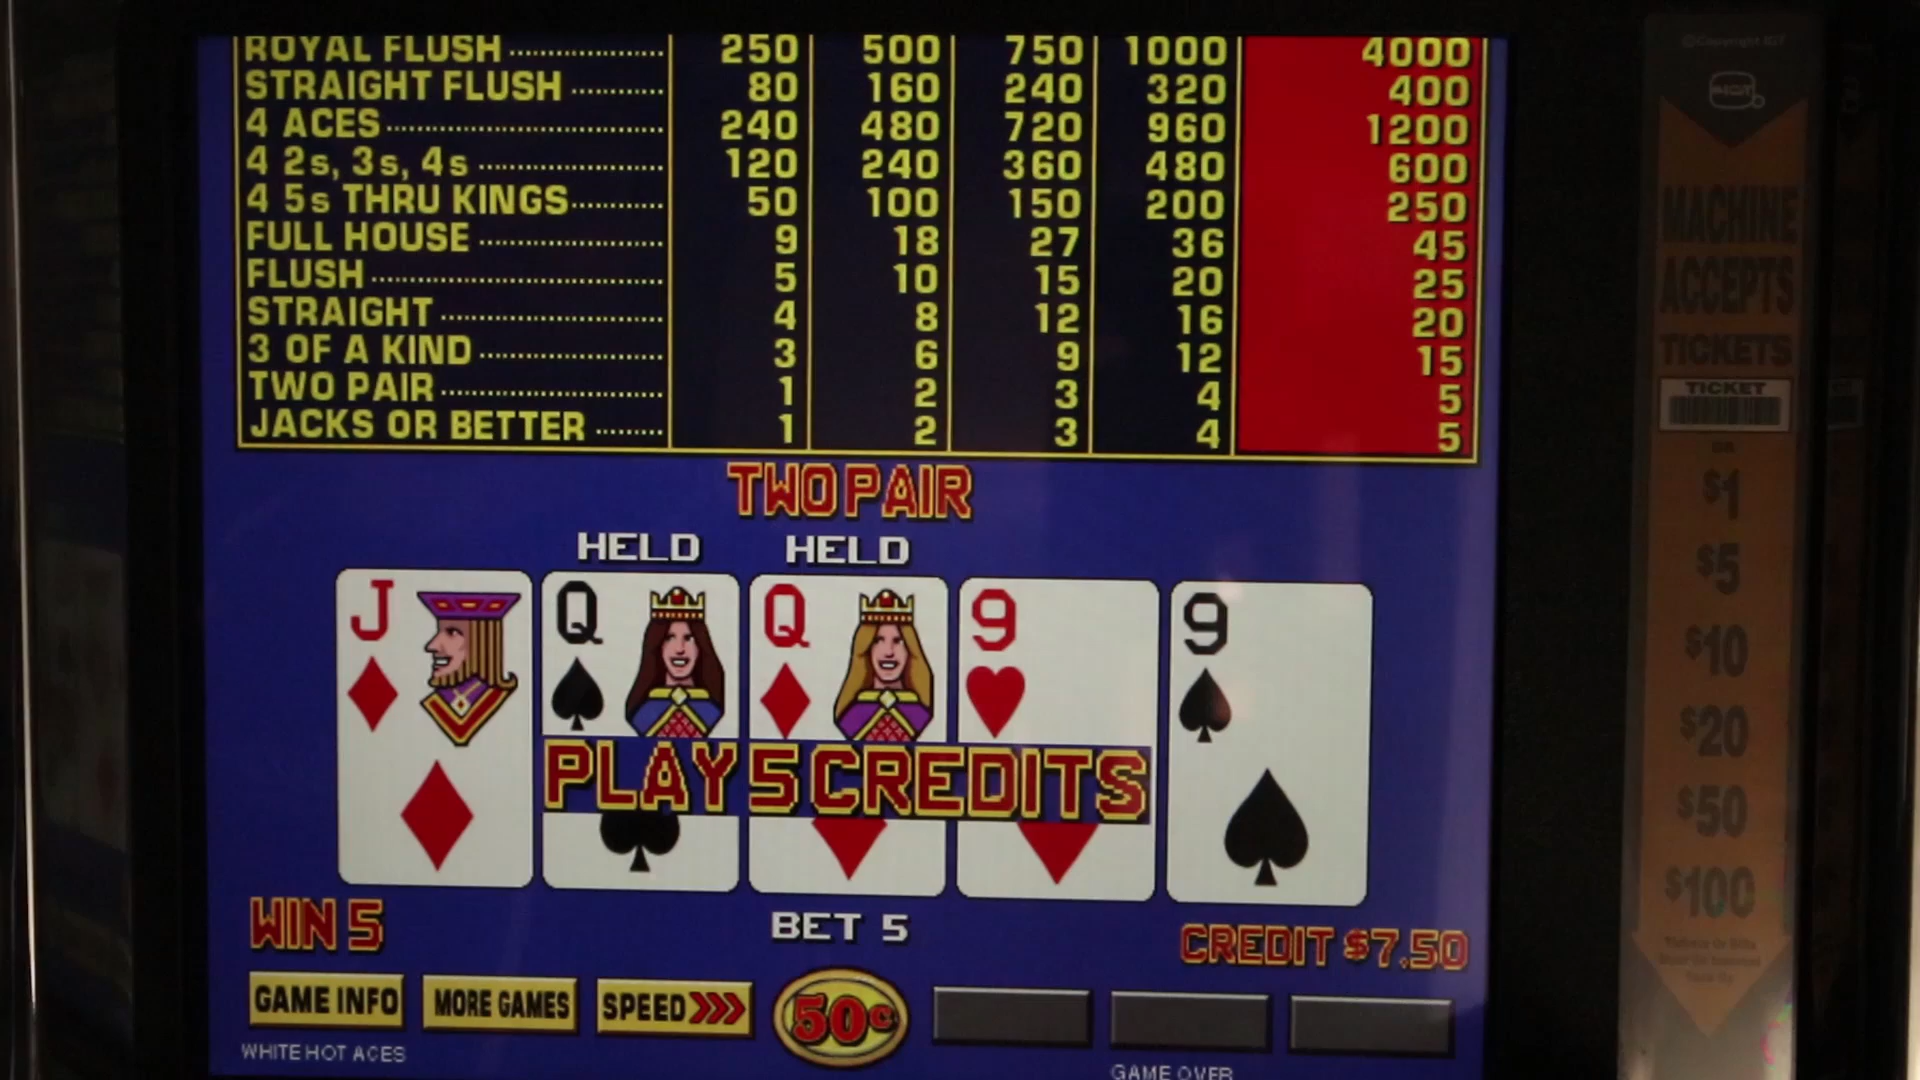 ROYAL FLUSH 250 500 750 1000 4000
STRAIGHT FLUSH 80 160 240 320 400
4 ACES 240 480 720 960 1200
4 2s, 3s, 4s 120 240 360 480 600
4 5s THRU KINGS 50 100 150 200 250
FULL HOUSE 9 18 27 36 45
FLUSH 5 10 15 20 25
STRAIGHT 4 8 12 16 20
3 OF A KIND 3 6 9 12 15
TWO PAIR 1 2 3 4 5
JACKS OR BETTER 1 2 3 4 5
TWO PAIR
HELD HELD
J Q Q 9 9
PLAY 5 CREDITS
WIN 5 BET 5 CREDIT $7.50
GAME INFO MORE GAMES SPEED 50¢
WHITE HOT ACES
GAME OVER
©Copyright IGT
IGT
MACHINE
ACCEPTS
TICKETS
TICKET
OR
$1
$5
$10
$20
$50
$100